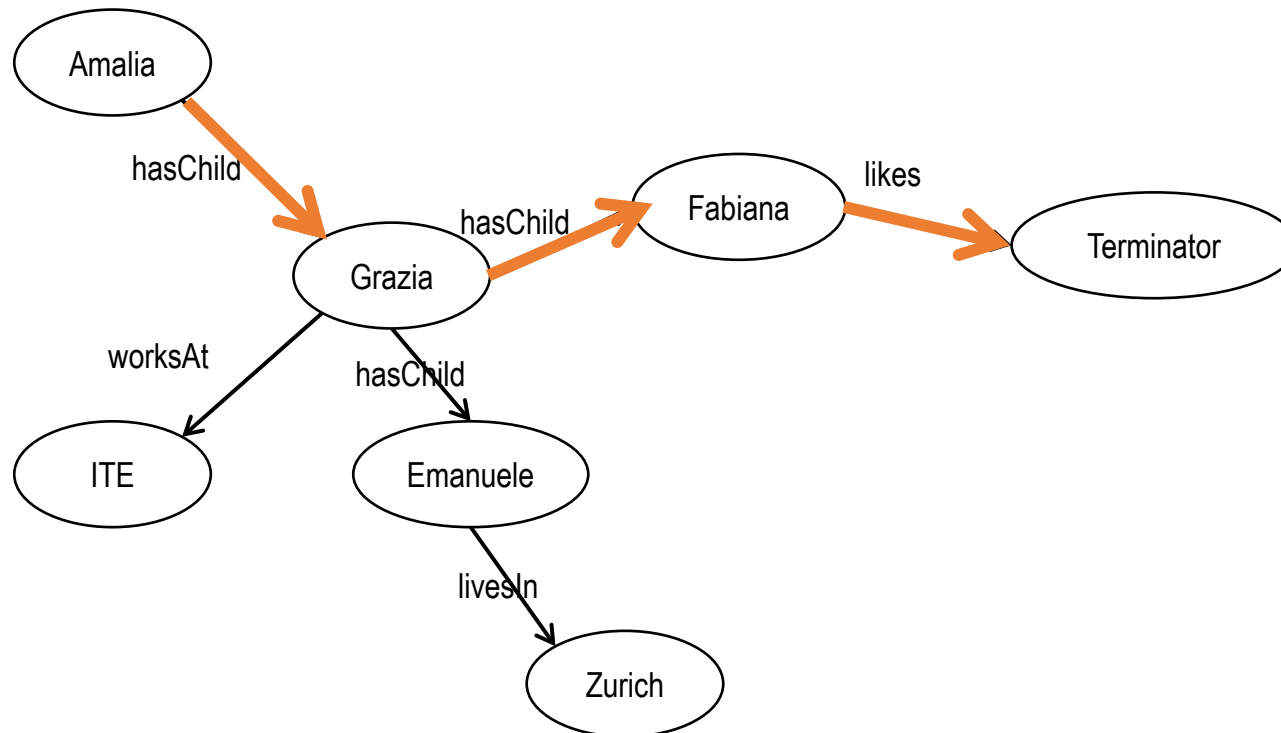 Amalia
hasChild
likes
Fabiana
hasChild
Terminator
Grazia
worksAt
hasChild
ITE
Emanuele
livesIn
Zurich